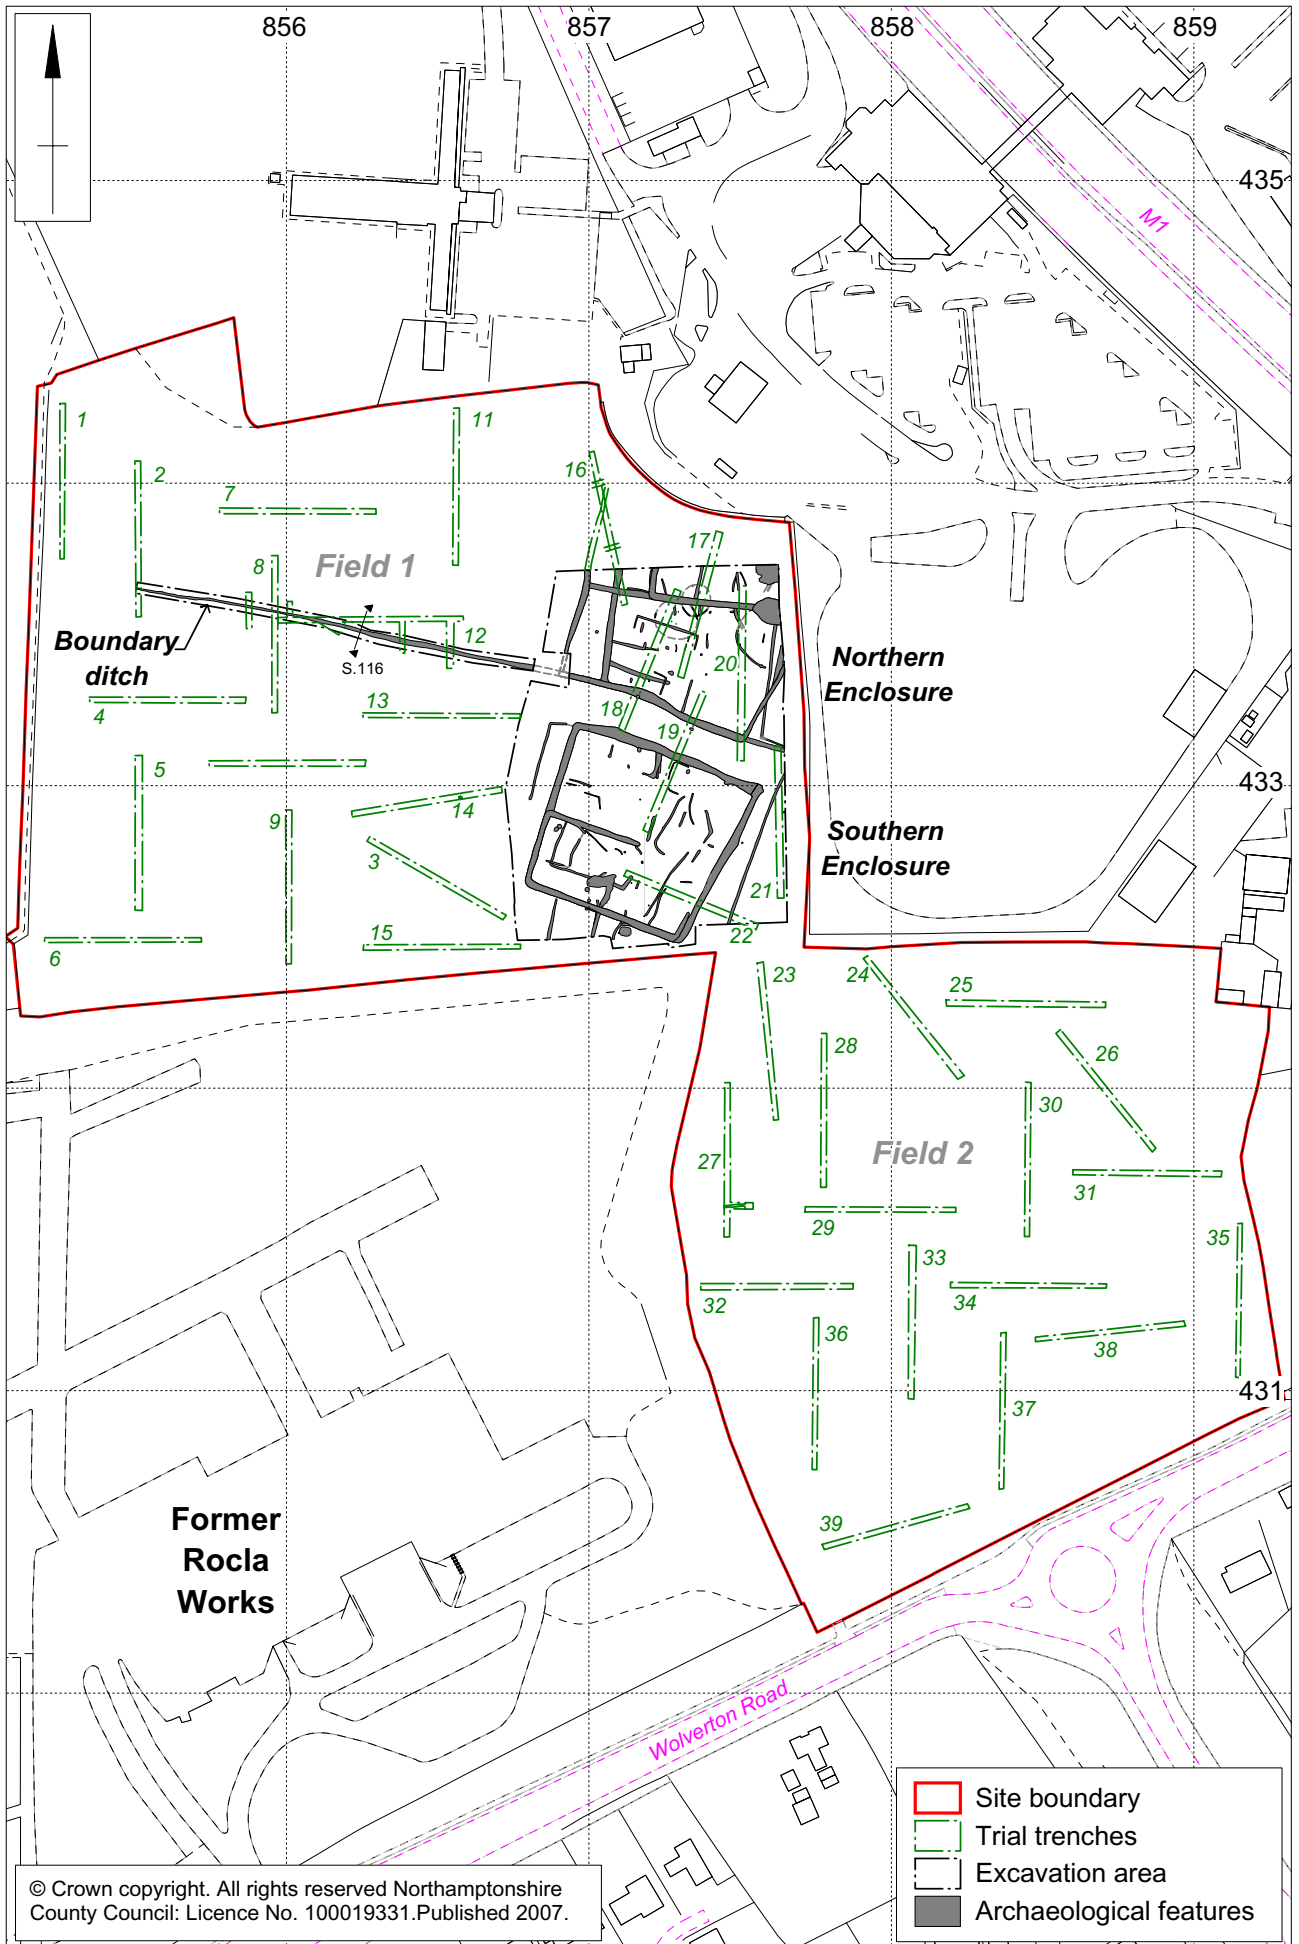 856
857
858
859
435
M1
1
11
2
16
7
17
8
Field 1
Boundary
ditch
12
S.116
Northern
Enclosure
20
4
13
18
19
5
433
14
9
Southern
Enclosure
3
21
15
22
6
23
24
25
28
26
30
27
Field 2
31
29
35
33
32
34
36
38
431
37
Former
Rocla
Works
39
Wolverton Road
Site boundary
Trial trenches
Excavation area
Archaeological features
© Crown copyright. All rights reserved Northamptonshire
County Council: Licence No. 100019331.Published 2007.